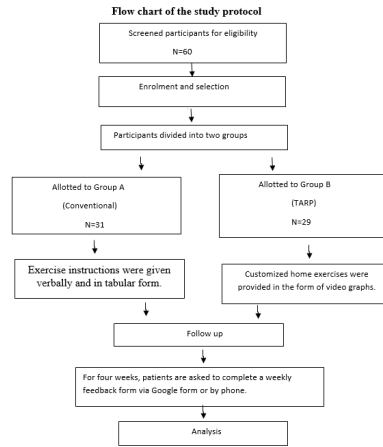 Flow chart of the study protocol
Screened participants for eligibility
N=60
Enrolment and selection
Participants divided into two groups
Allotted to Group A
(Conventional)
N=31
Allotted to Group B
(TARP)
N=29
Exercise instructions were given
verbally and in tabular form.
Customized home exercises were
provided in the form of video graphs.
Follow up
For four weeks, patients are asked to complete a weekly
feedback form via Google form or by phone.
Analysis